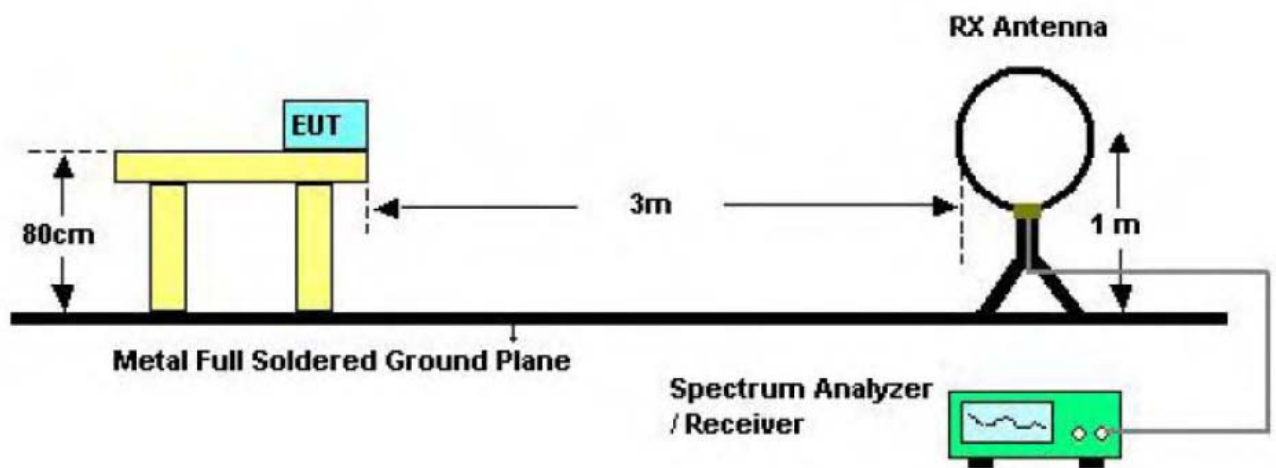 RX Antenna
EUT
3m
80cm
1 m
Metal Full Soldered Ground Plane
Spectrum Analyzer
/ Receiver